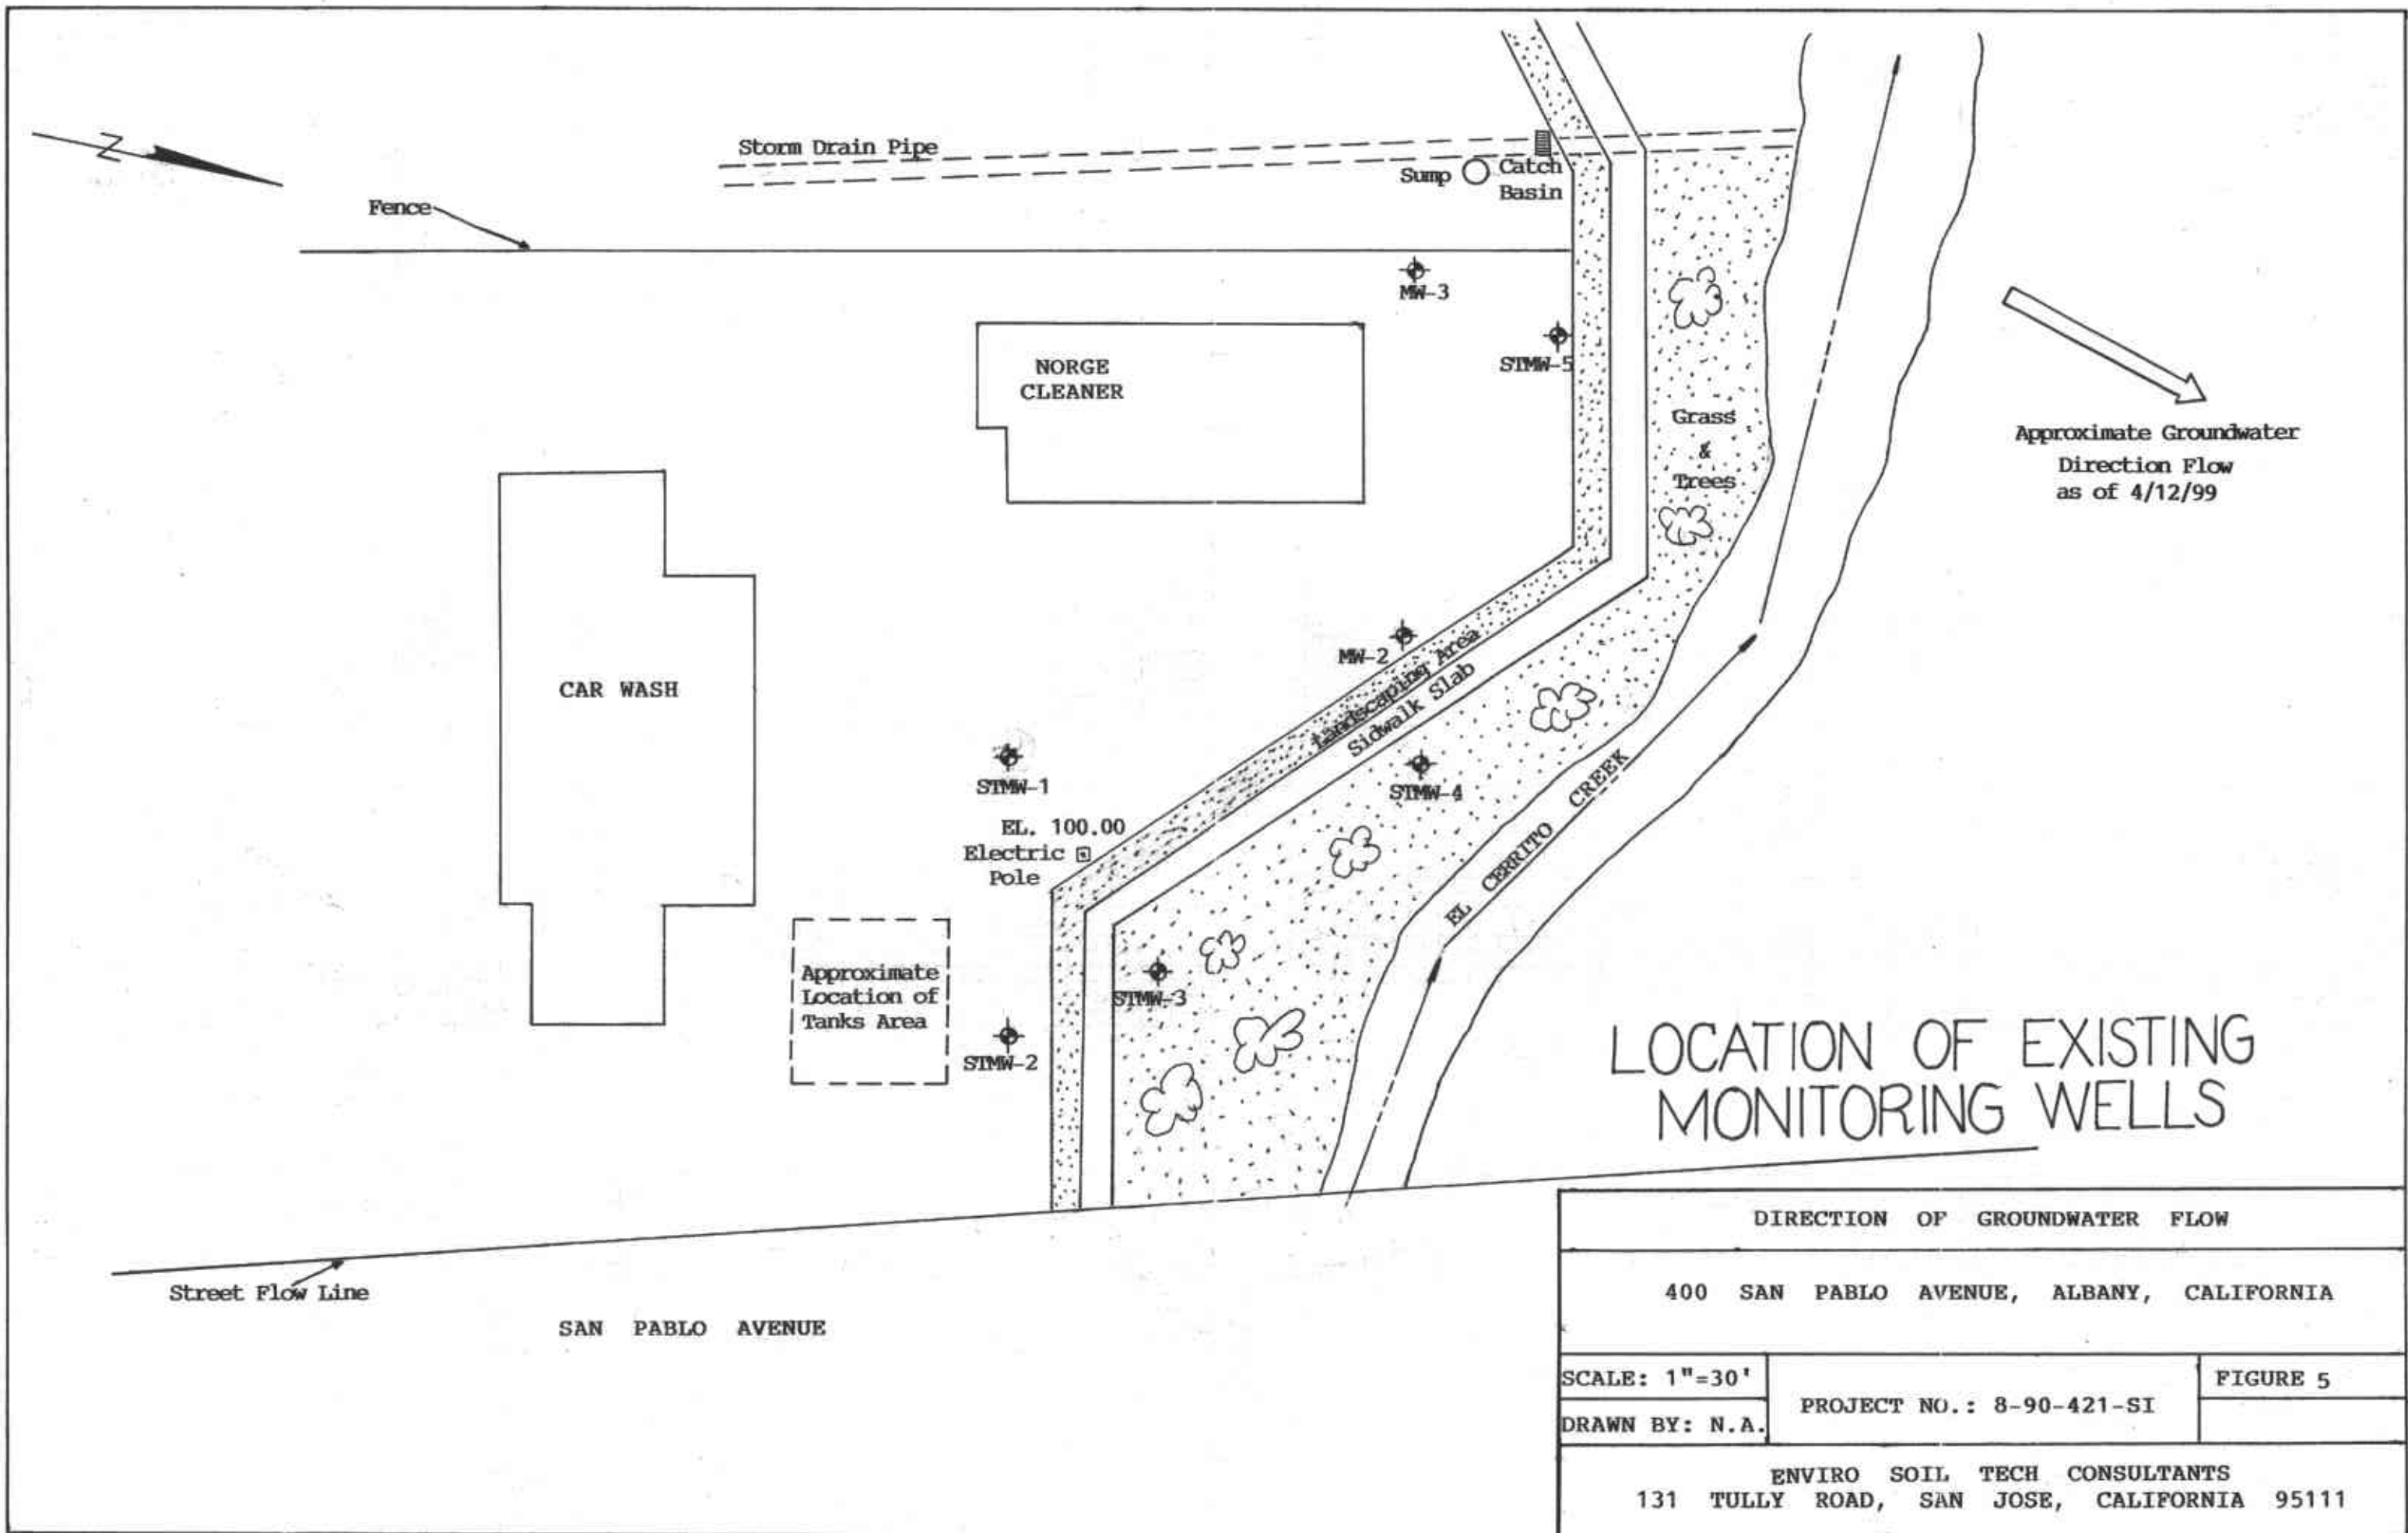 Z
Storm Drain Pipe
Fence
Sump
Catch
Basin
MW-3
STMW-5
NORGE
CLEANER
Grass
&
Trees
Approximate Groundwater
Direction Flow
as of 4/12/99
CAR WASH
MW-2
Landscaping Area
Sidwalk Slab
STMW-1
STMW-4
EL. 100.00
Electric
Pole
EL CERRITO CREEK
Approximate
Location of
Tanks Area
STMW-3
STMW-2
LOCATION OF EXISTING
MONITORING WELLS
Street Flow Line
SAN PABLO AVENUE
DIRECTION OF GROUNDWATER FLOW
400 SAN PABLO AVENUE, ALBANY, CALIFORNIA
SCALE: 1"=30'
PROJECT NO.: 8-90-421-SI
FIGURE 5
DRAWN BY: N.A.
ENVIRO SOIL TECH CONSULTANTS
131 TULLY ROAD, SAN JOSE, CALIFORNIA 95111